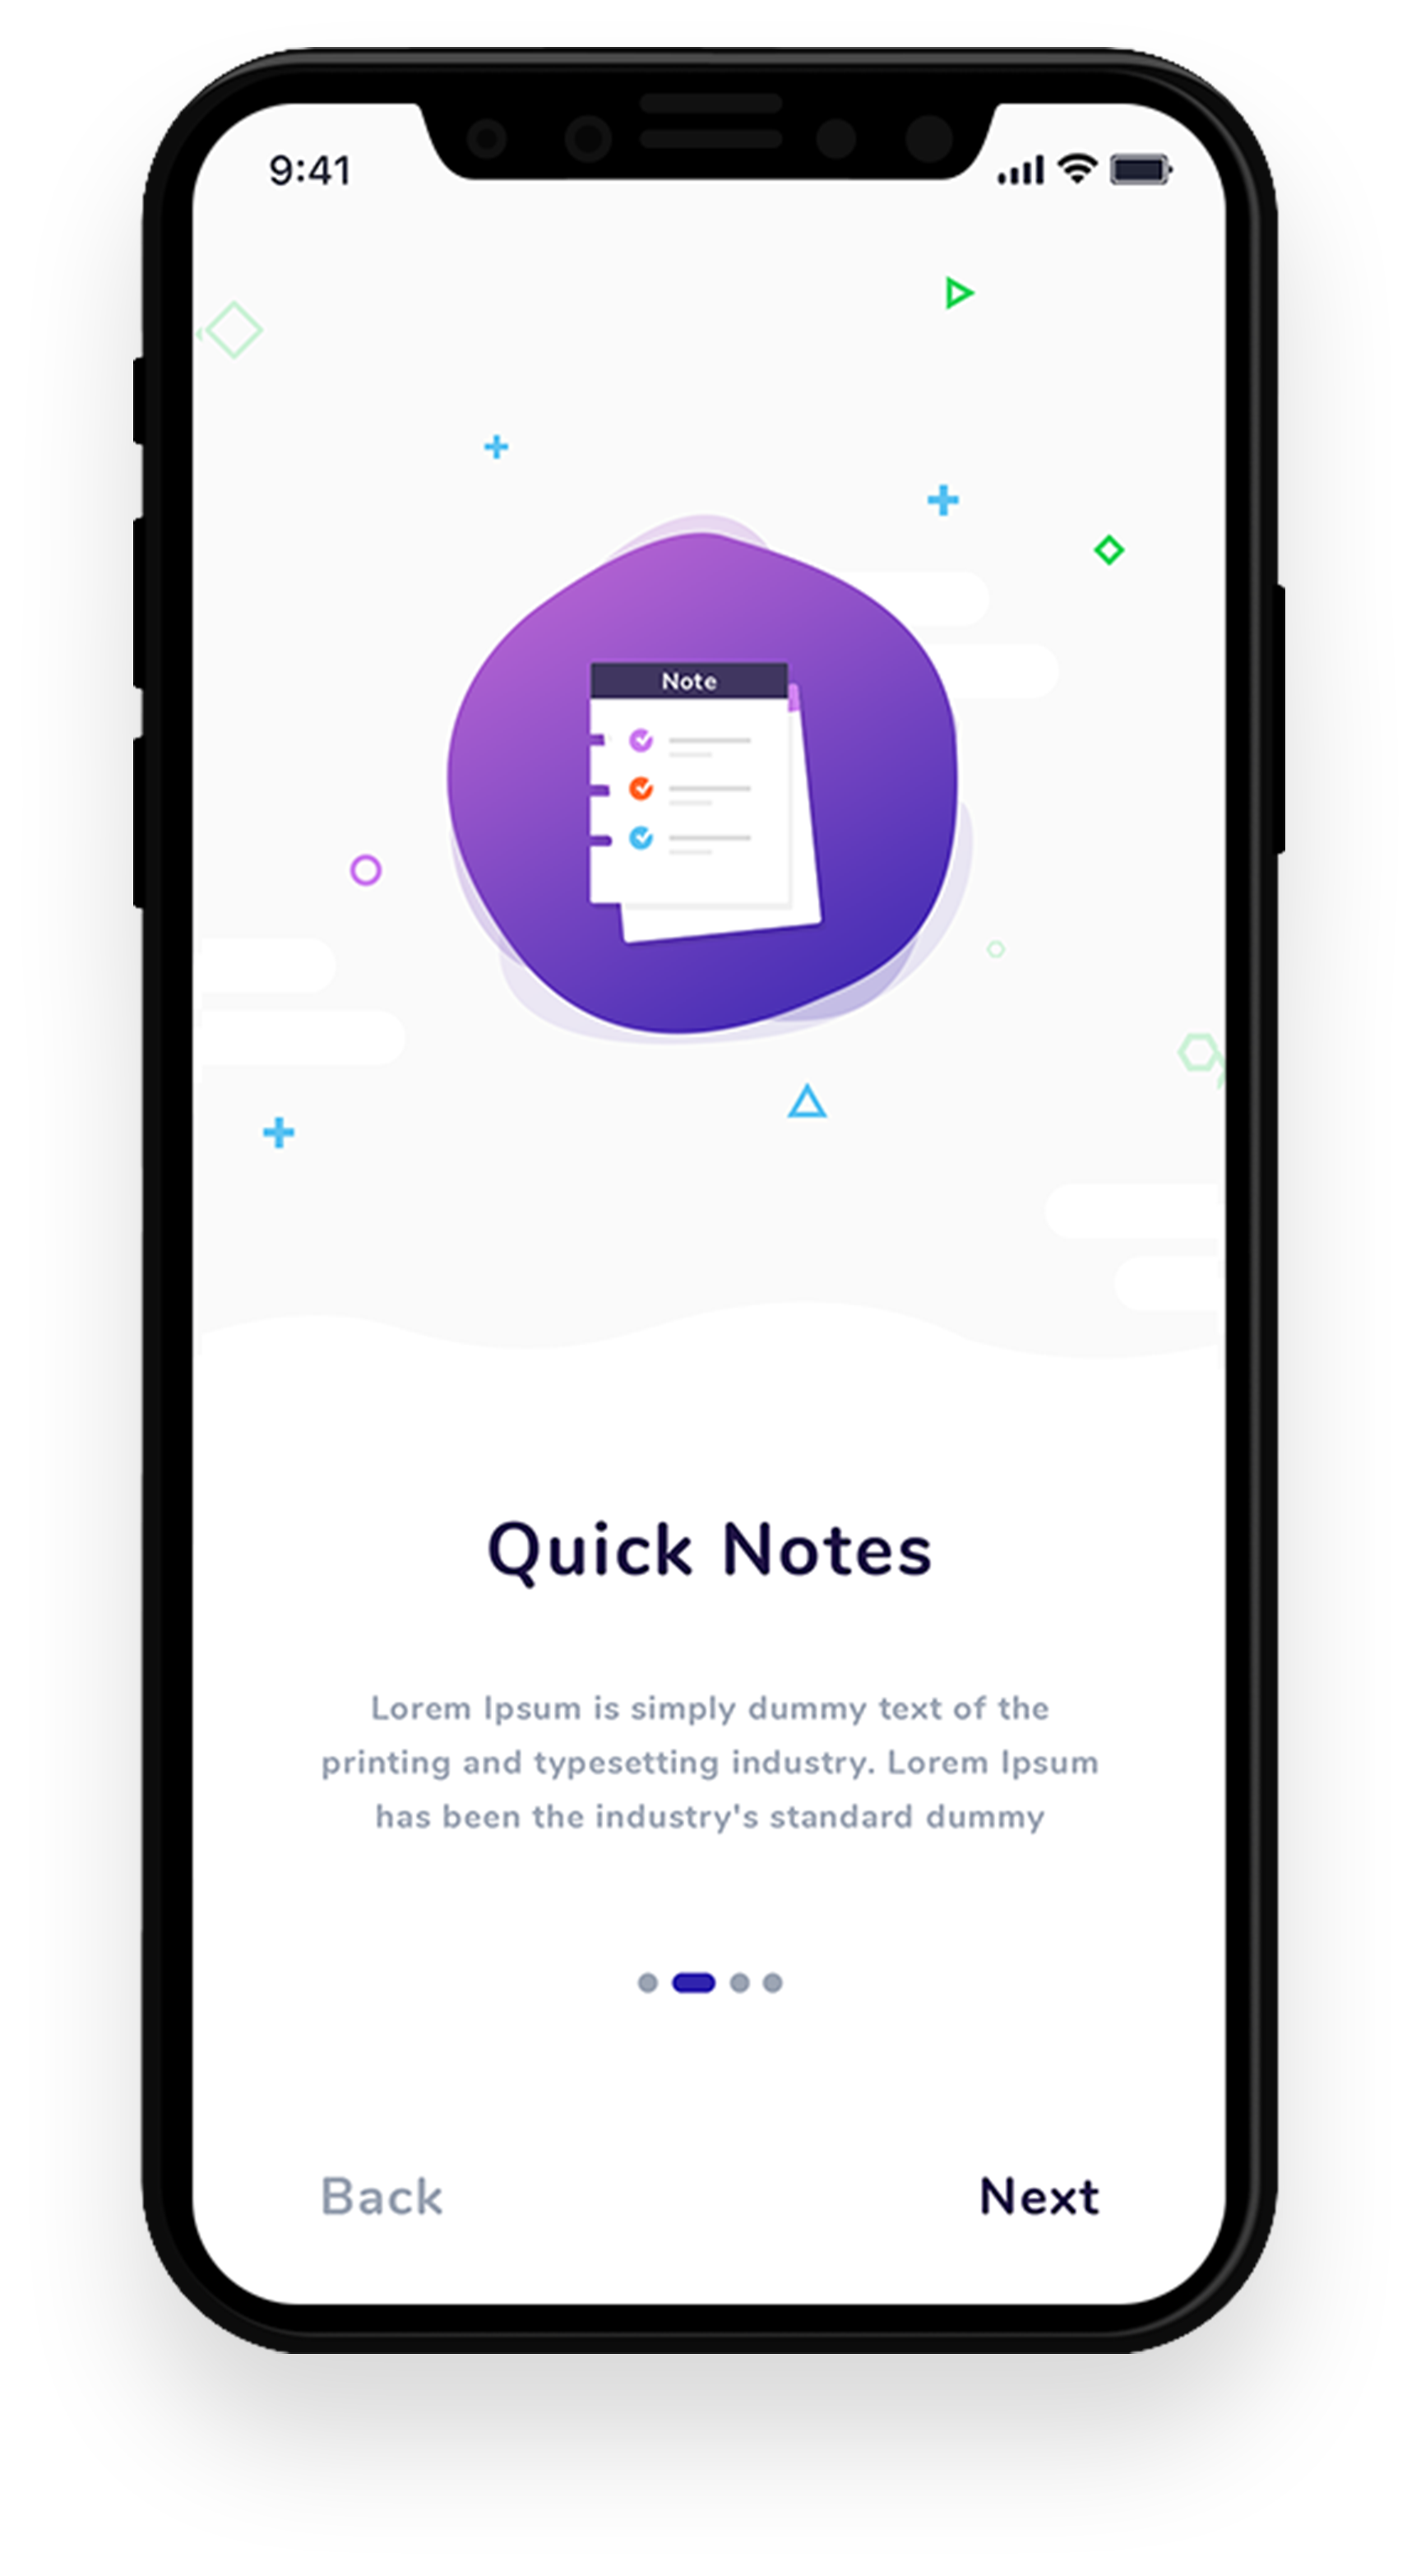 9:41
Note
Quick Notes
Lorem Ipsum is simply dummy text of the
printing and typesetting industry. Lorem Ipsum
has been the industry's standard dummy
Back
Next